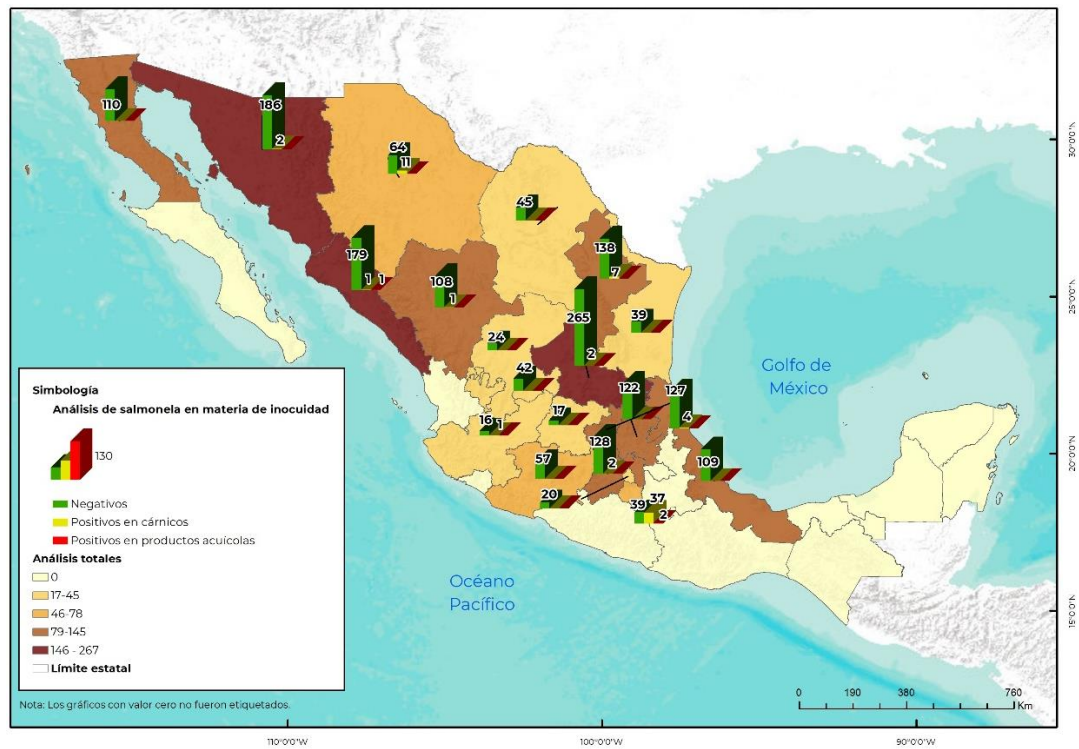 110
186
2
64
11
45
179
1
1
108
1
138
7
265
2
39
24
42
16
1
17
122
127
4
128
2
57
20
109
39
37
2
Golfo de
México
Océano
Pacífico
30°0'0"N
25°0'0"N
20°0'0"N
15°0'0"N
Simbología
Análisis de salmonela en materia de inocuidad
130
Negativos
Positivos en cárnicos
Positivos en productos acuícolas
Análisis totales
0
17-45
46-78
79-145
146 - 267
Límite estatal
Nota: Los gráficos con valor cero no fueron etiquetados.
0 190 380 760
Km
110°0'0"W 100°0'0"W 90°0'0"W